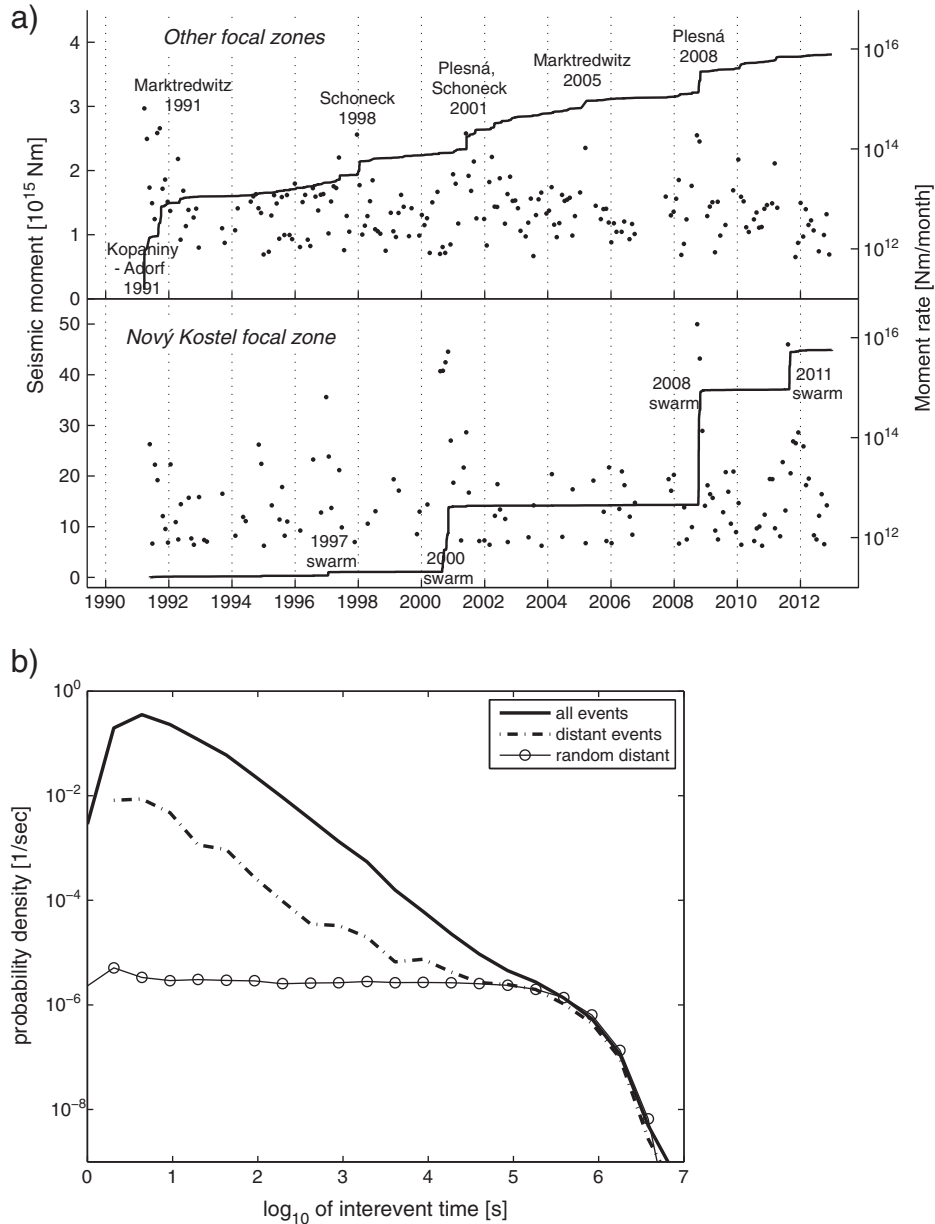 a)
Other focal zones
Marktredwitz
1991
Schoneck
1998
Plesná,
Schoneck
2001
Marktredwitz
2005
Plesná
2008
Kopaniny
- Adorf
1991
4
3
2
1
0
10^16
10^14
10^12
Seismic moment [10^15 Nm]
Moment rate [Nm/month]
Nový Kostel focal zone
1997
swarm
2000
swarm
2008
swarm
2011
swarm
50
40
30
20
10
0
10^16
10^14
10^12
1990 1992 1994 1996 1998 2000 2002 2004 2006 2008 2010 2012
b)
all events
distant events
random distant
10^0
10^−2
10^−4
10^−6
10^−8
probability density [1/sec]
0 1 2 3 4 5 6 7
log_10 of interevent time [s]